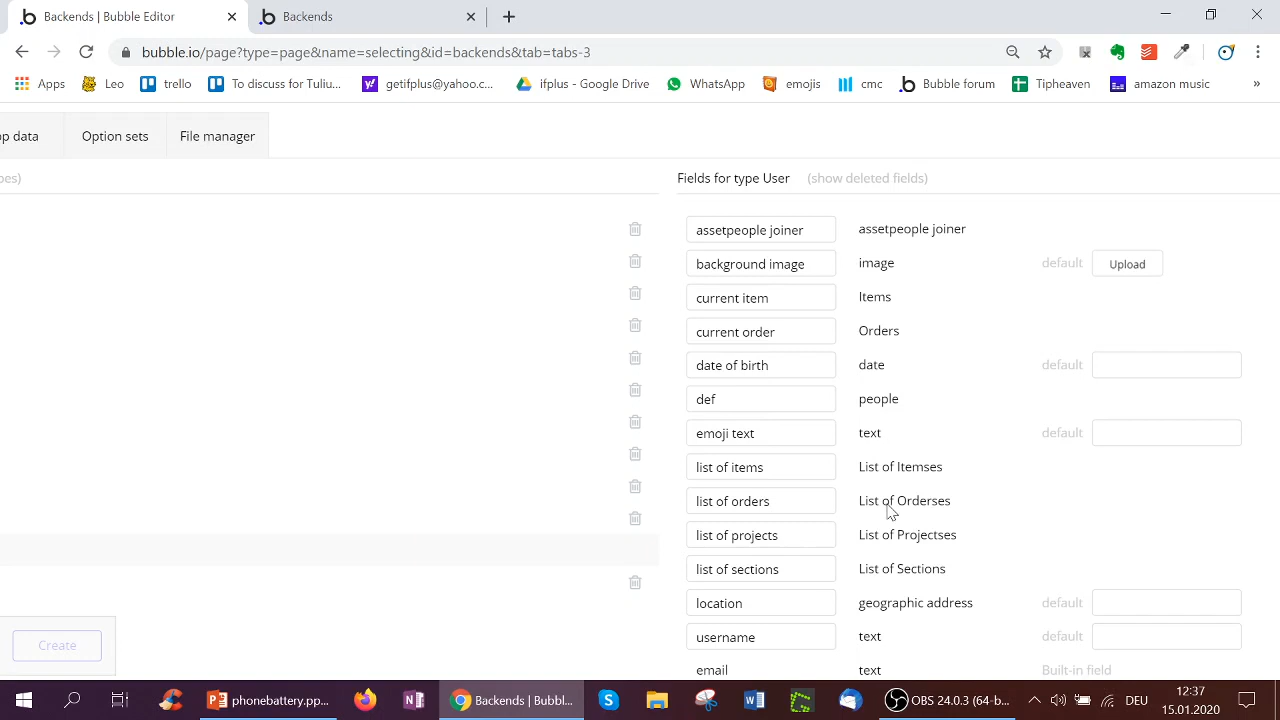 Backends | Bubble Editor
Backends
bubble.io/page?type=page&name=selecting&id=backends&tab=tabs-3
Apps
Leo
trello
To discuss for Tuliu...
getifplus@yahoo.c...
ifplus - Google Drive
WhatsApp
emojis
cmc
Bubble forum
Tipheaven
amazon music
»
pp data
Option sets
File manager
pes)
Fields for type User (show deleted fields)
assetpeople joiner assetpeople joiner
background image image default Upload
current item Items
current order Orders
date of birth date default
def people
emoji text text default
list of items List of Itemses
list of orders List of Orderses
list of projects List of Projectses
list of sections List of Sections
location geographic address default
username text default
Create
email text Built-in field
phonebattery.pp...
Backends | Bubbl...
OBS 24.0.3 (64-b...
DEU
12:37
15.01.2020